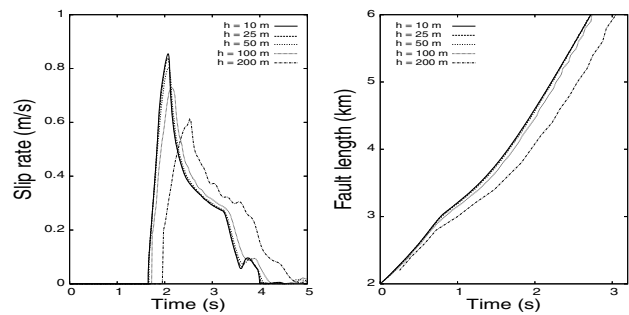 h = 10 m
h = 25 m
h = 50 m
h = 100 m
h = 200 m
Slip rate (m/s)
1
0.8
0.6
0.4
0.2
0
0 1 2 3 4 5
Time (s)
h = 10 m
h = 25 m
h = 50 m
h = 100 m
h = 200 m
Fault length (km)
6
5
4
3
2
0 1 2 3
Time (s)